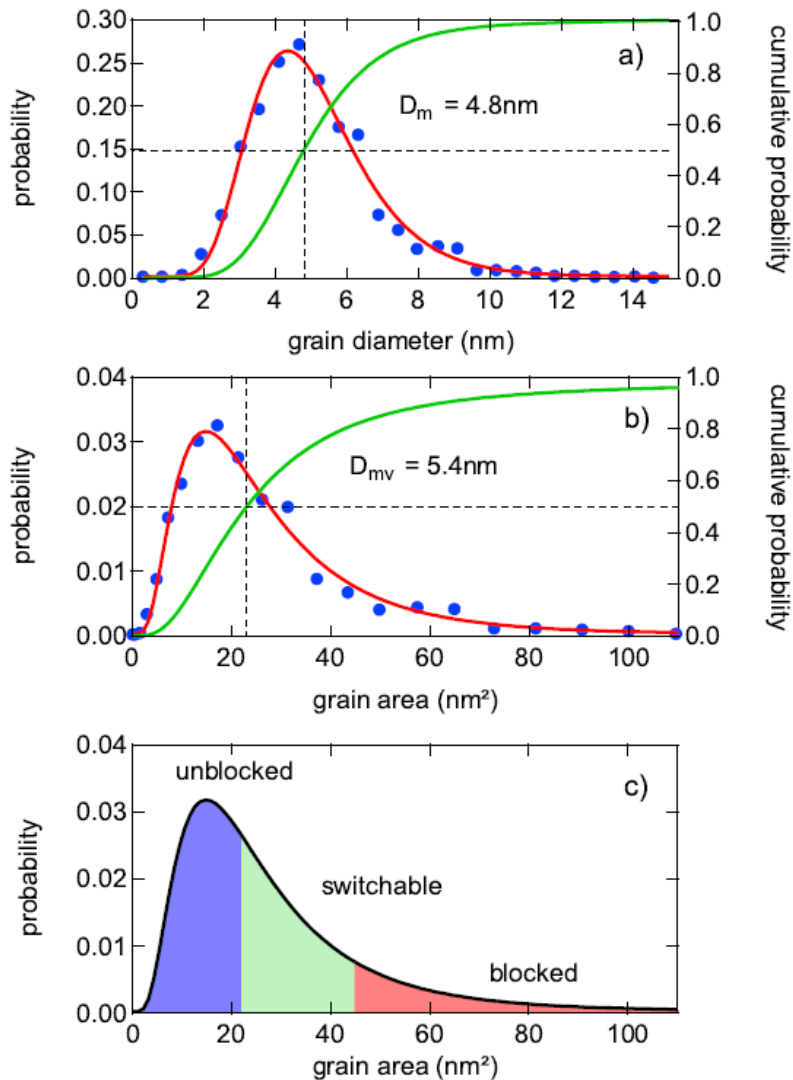 a)
D_m = 4.8nm
probability
cumulative probability
0.30
0.25
0.20
0.15
0.10
0.05
0.00
1.0
0.8
0.6
0.4
0.2
0.0
0 2 4 6 8 10 12 14
grain diameter (nm)
b)
D_mv = 5.4nm
probability
cumulative probability
0.04
0.03
0.02
0.01
0.00
1.0
0.8
0.6
0.4
0.2
0.0
0 20 40 60 80 100
grain area (nm²)
c)
unblocked
switchable
blocked
probability
0.04
0.03
0.02
0.01
0.00
0 20 40 60 80 100
grain area (nm²)